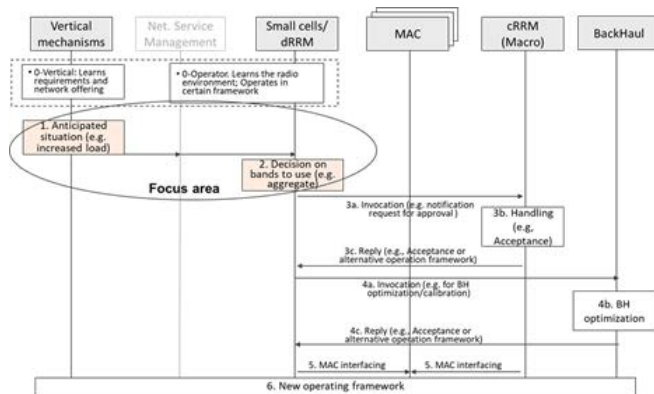 Vertical
mechanisms
Net. Service
Management
Small cells/
dRRM
MAC
cRRM
(Macro)
BackHaul
• 0-Vertical: Learns
requirements and
network offering
• 0-Operator. Learns the radio
environment; Operates in
certain framework
1. Anticipated
situation (e.g.
increased load)
2. Decision on
bands to use (e.g.
aggregate)
Focus area
3a. Invocation (e.g. notification
request for approval )
3b. Handling
(e.g,
Acceptance)
3c. Reply (e.g., Acceptance or
alternative operation framework)
4a. Invocation (e.g. for BH
optimization/calibration)
4b. BH
optimization
4c. Reply (e.g., Acceptance or
alternative operation framework)
5. MAC interfacing
5. MAC interfacing
6. New operating framework